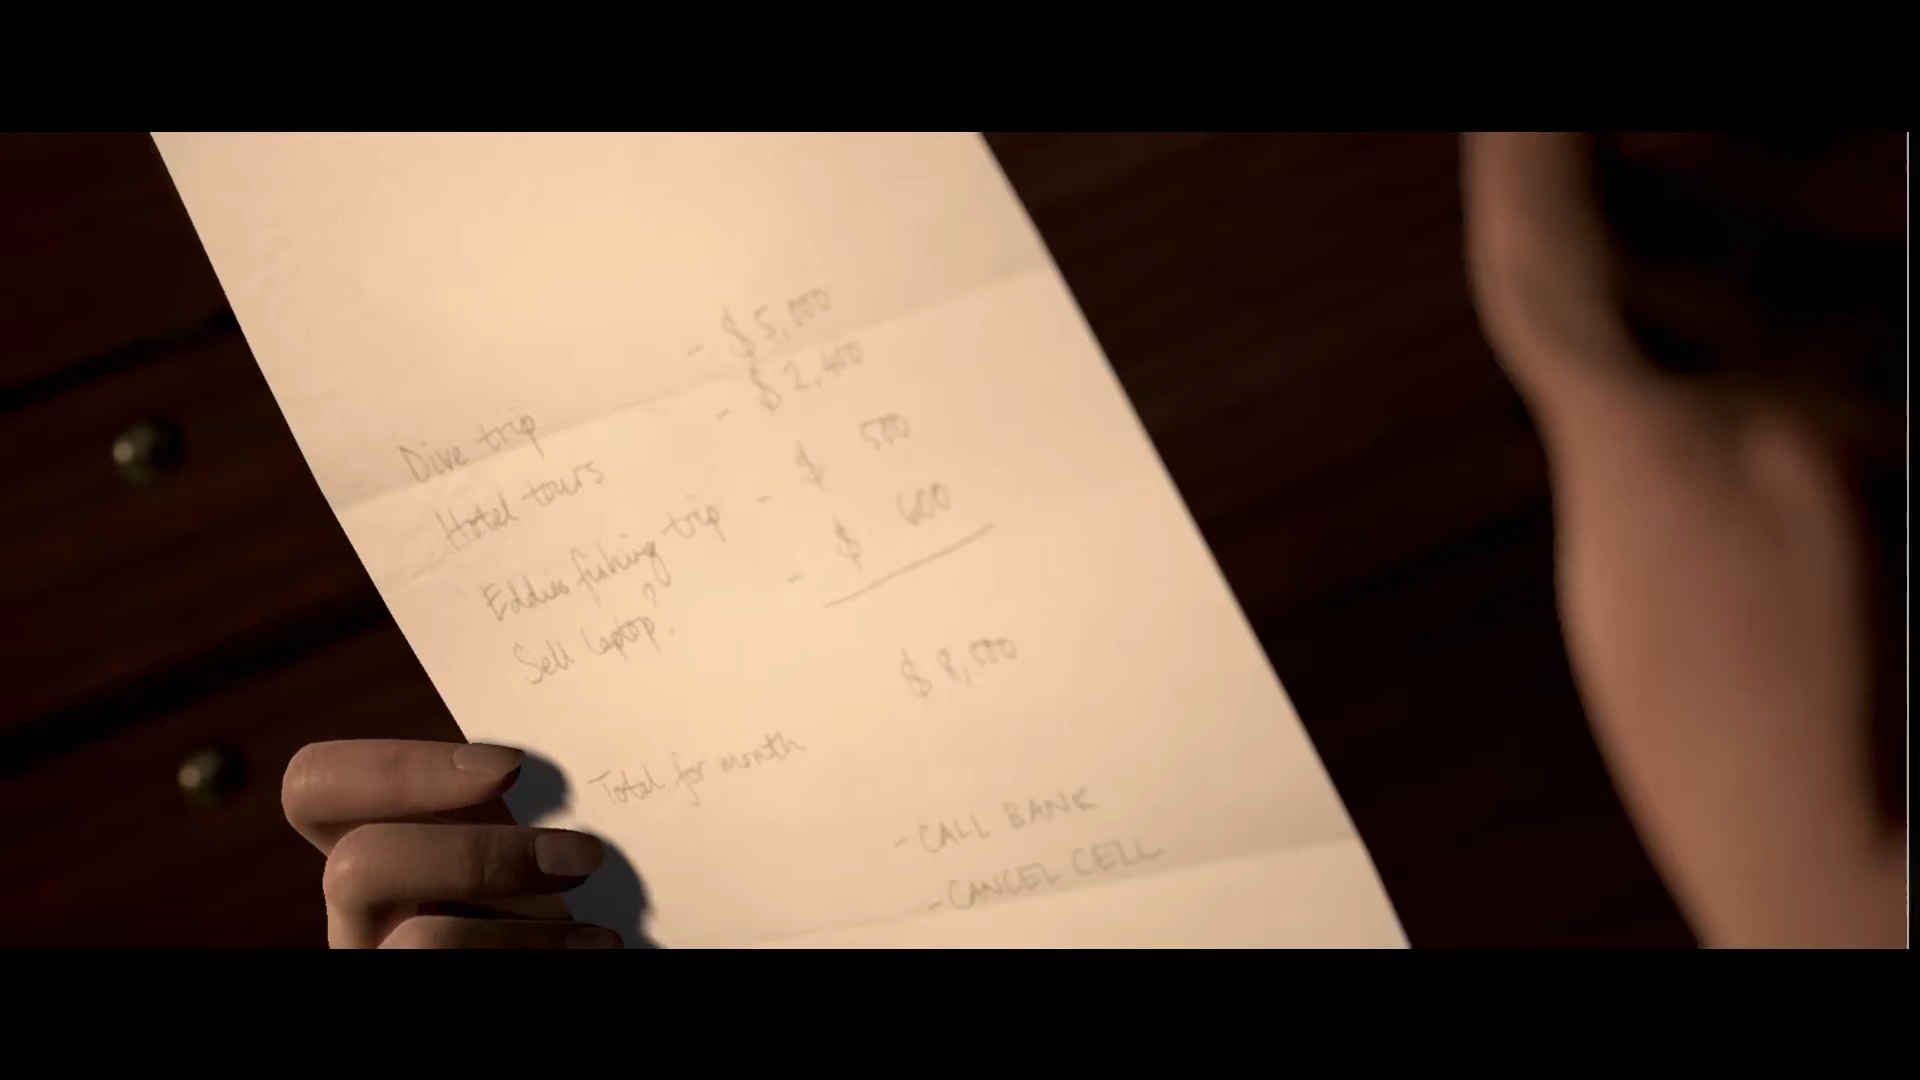 Dive trip - $5,000
Hotel tours - $2,400
Eddies fishing trip - $ 500
Sell laptop? - $ 600
Total for month $8,500
- CALL BANK
- CANCEL CELL